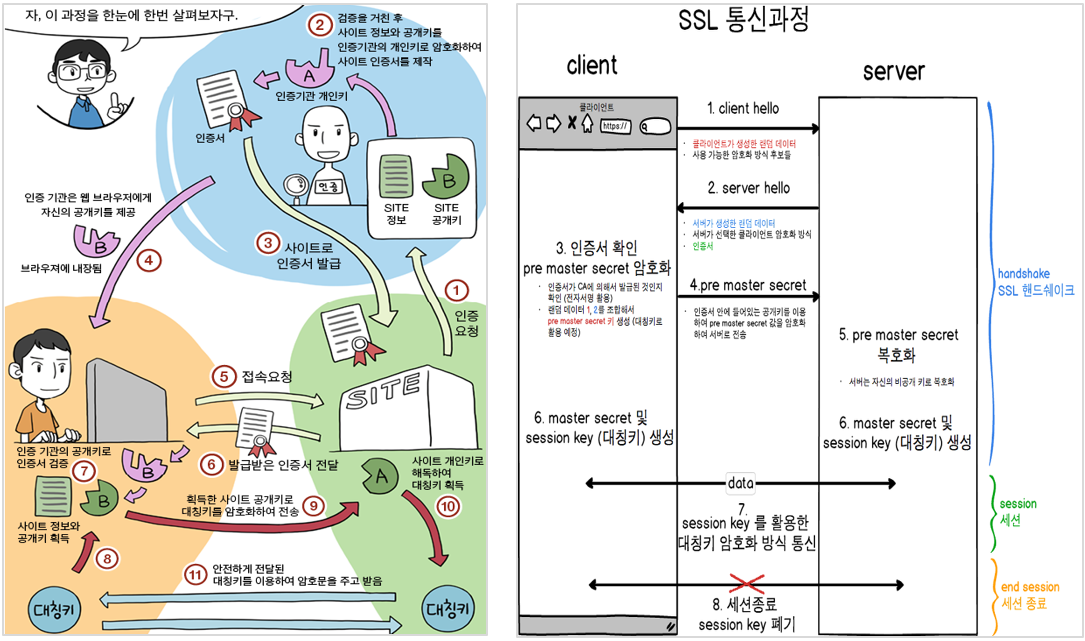 자, 이 과정을 한눈에 한번 살펴보자구.
②
검증을 거친 후
사이트 정보와 공개키를
인증기관의 개인키로 암호화하여
사이트 인증서를 제작
A
인증기관 개인키
인증서
인증
B
SITE
정보
SITE
공개키
인증 기관은 웹 브라우저에게
자신의 공개키를 제공
B
브라우져에 내장됨
④
③
사이트로
인증서 발급
①
인증
요청
⑤ 접속요청
SITE
인증 기관의 공개키로
인증서 검증
⑦
B
⑥ 발급받은 인증서 전달
사이트 개인키로
해독하여
대칭키 획득
A
B
획득한 사이트 공개키로
대칭키를 암호화하여 전송
⑨
⑩
사이트 정보와
공개키 획득
⑧
⑪
안전하게 전달된
대칭키를 이용하여 암호문을 주고 받음
대칭키
대칭키
SSL 통신과정
client
server
클라이언트
https://
1. client hello
· 클라이언트가 생성한 랜덤 데이터
· 사용 가능한 암호화 방식 후보들
2. server hello
· 서버가 생성한 랜덤 데이터
· 서버가 선택한 클라이언트 암호화 방식
· 인증서
3. 인증서 확인
pre master secret 암호화
· 인증서가 CA에 의해서 발급된 것인지
확인 (전자서명 활용)
· 랜덤 데이터 1, 2를 조합해서
pre master secret 키 생성 (대칭키로
활용 예정)
4.pre master secret
· 인증서 안에 들어있는 공개키를 이용
하여 pre master secret 값을 암호화
하여 서버로 전송
5. pre master secret
복호화
· 서버는 자신의 비공개 키로 복호화
6. master secret 및
session key (대칭키) 생성
6. master secret 및
session key (대칭키) 생성
data
7.
session key 를 활용한
대칭키 암호화 방식 통신
8. 세션종료
session key 폐기
handshake
SSL 핸드쉐이크
session
세션
end session
세션 종료